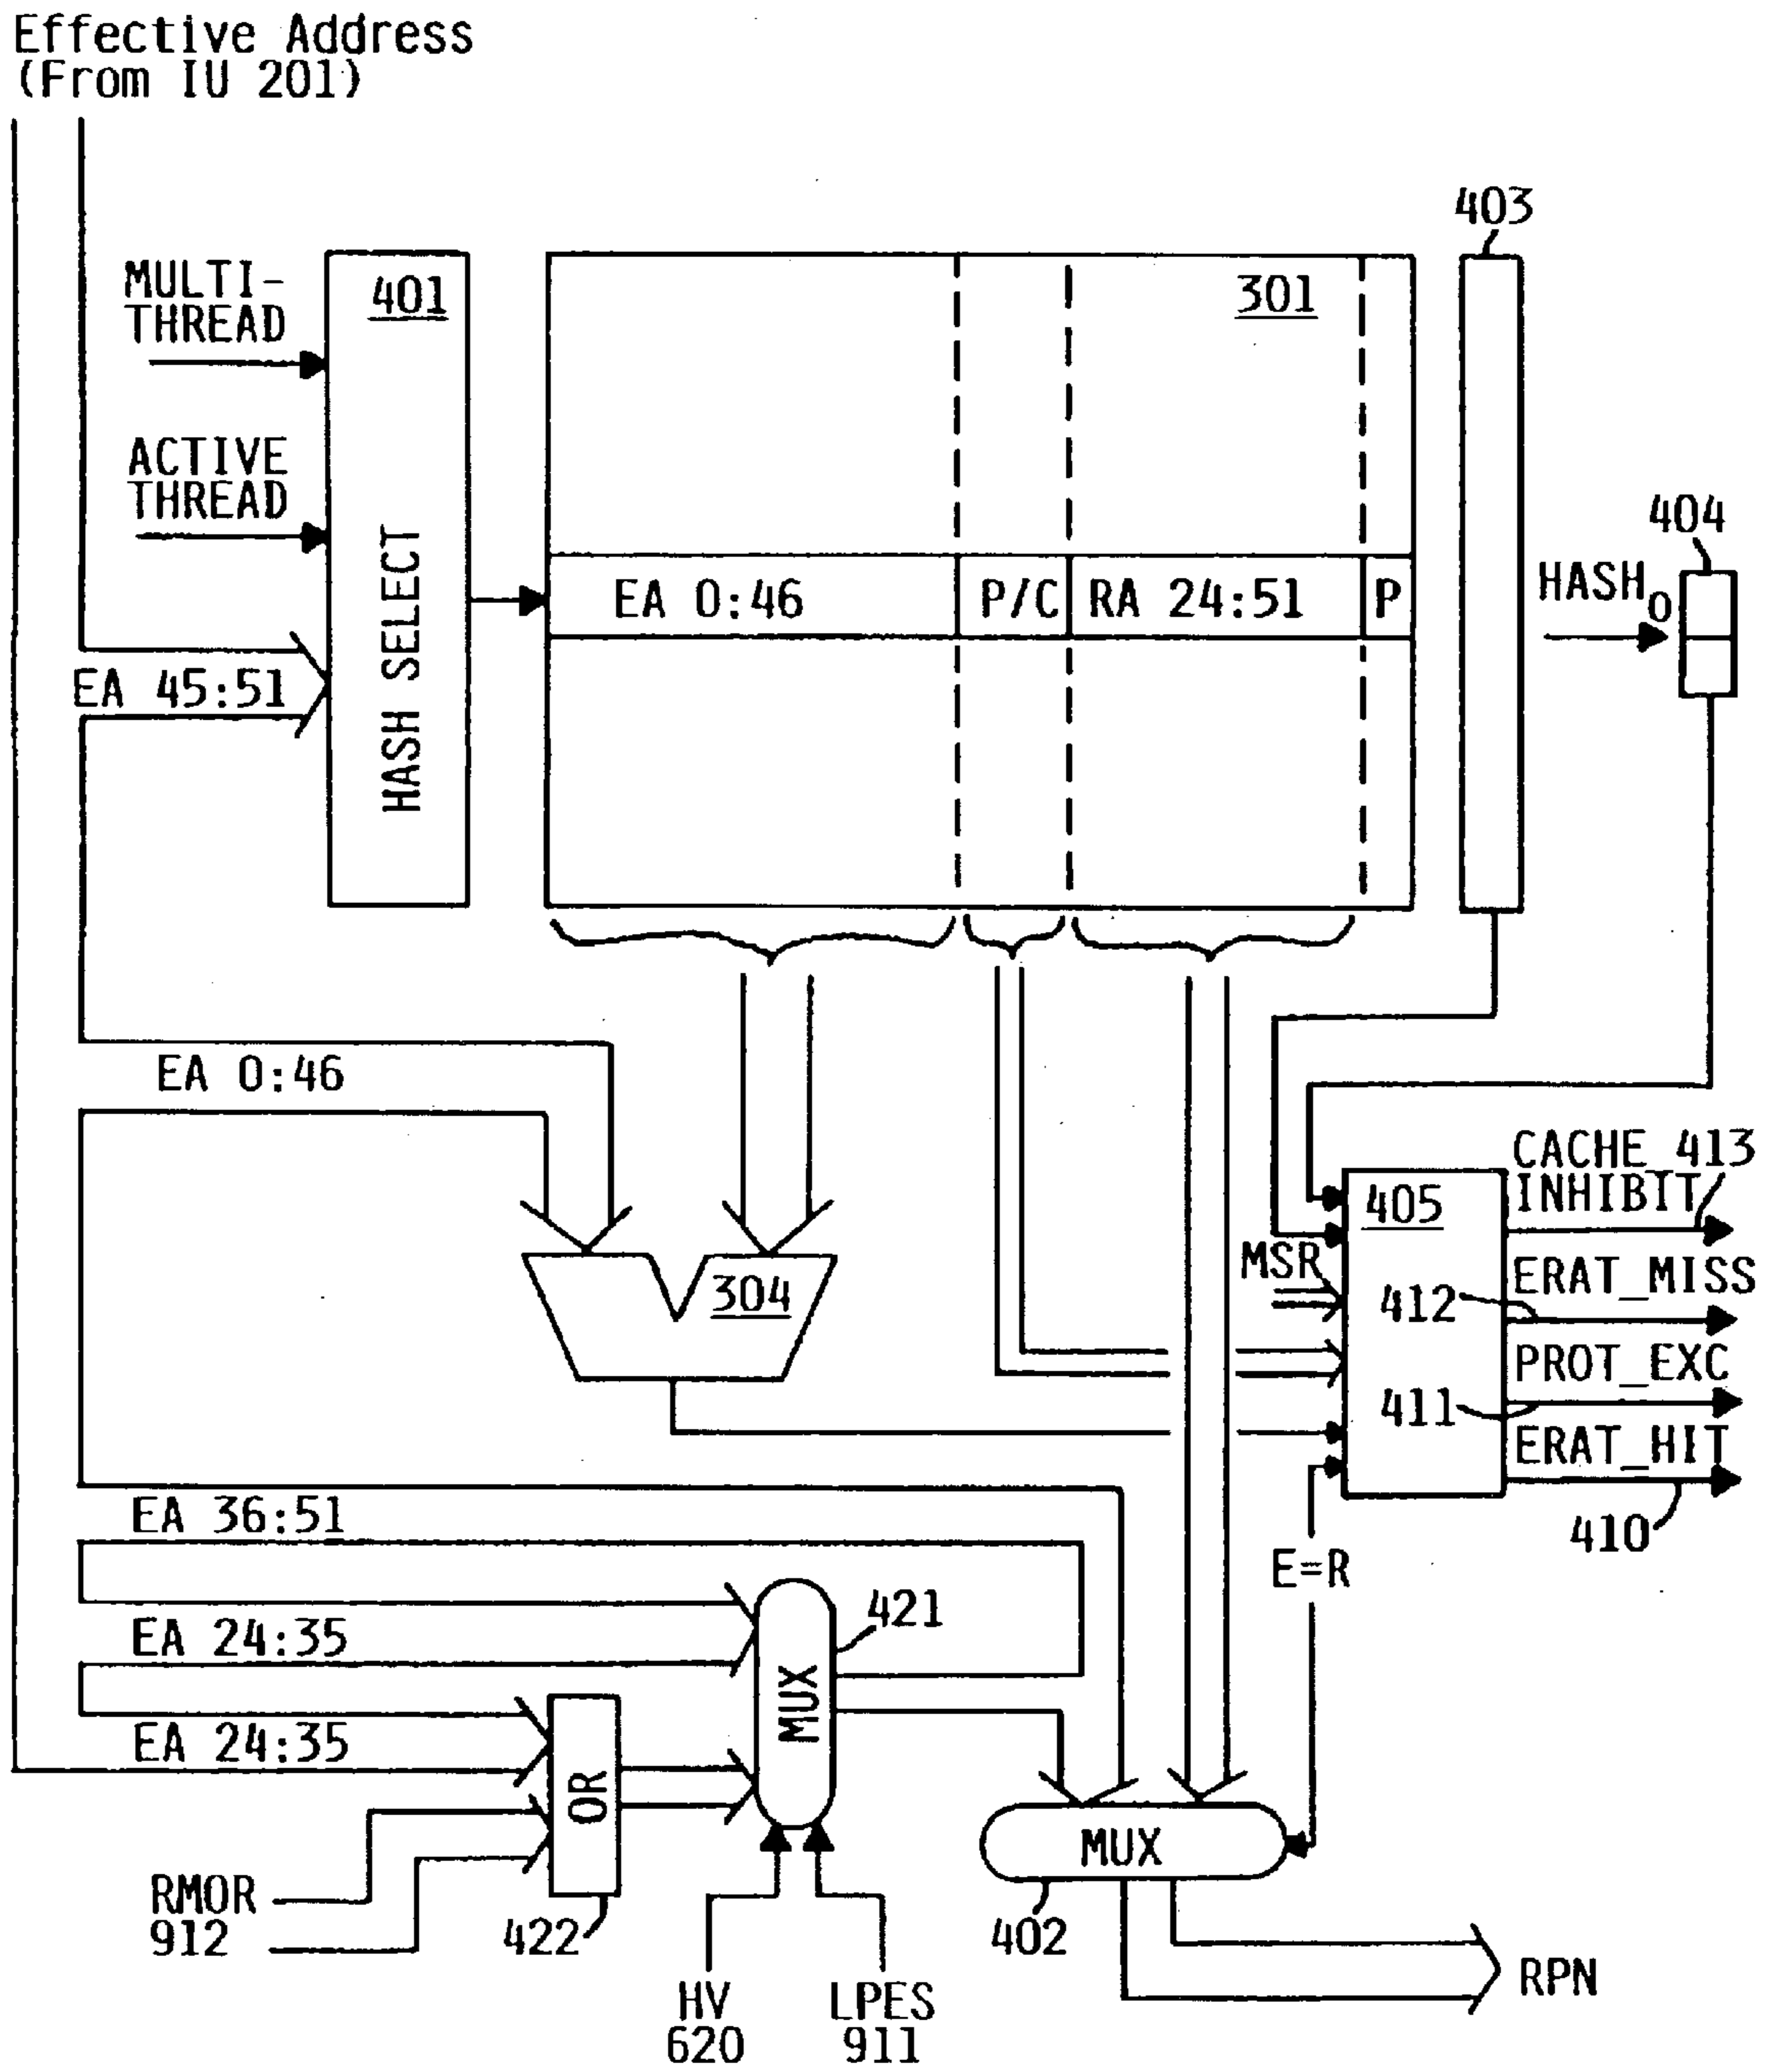 Effective Address
(From IU 201)
403
MULTI-
THREAD
401
301
ACTIVE
THREAD
404
HASH SELECT
EA 0:46
P/C
RA 24:51
P
HASH0
EA 45:51
EA 0:46
CACHE 413
INHIBIT
405
MSR
304
ERAT_MISS
412
PROT_EXC
411
ERAT_HIT
EA 36:51
410
E=R
421
EA 24:35
MUX
EA 24:35
OR
MUX
RMOR
912
422
402
RPN
HV
620
LPES
911